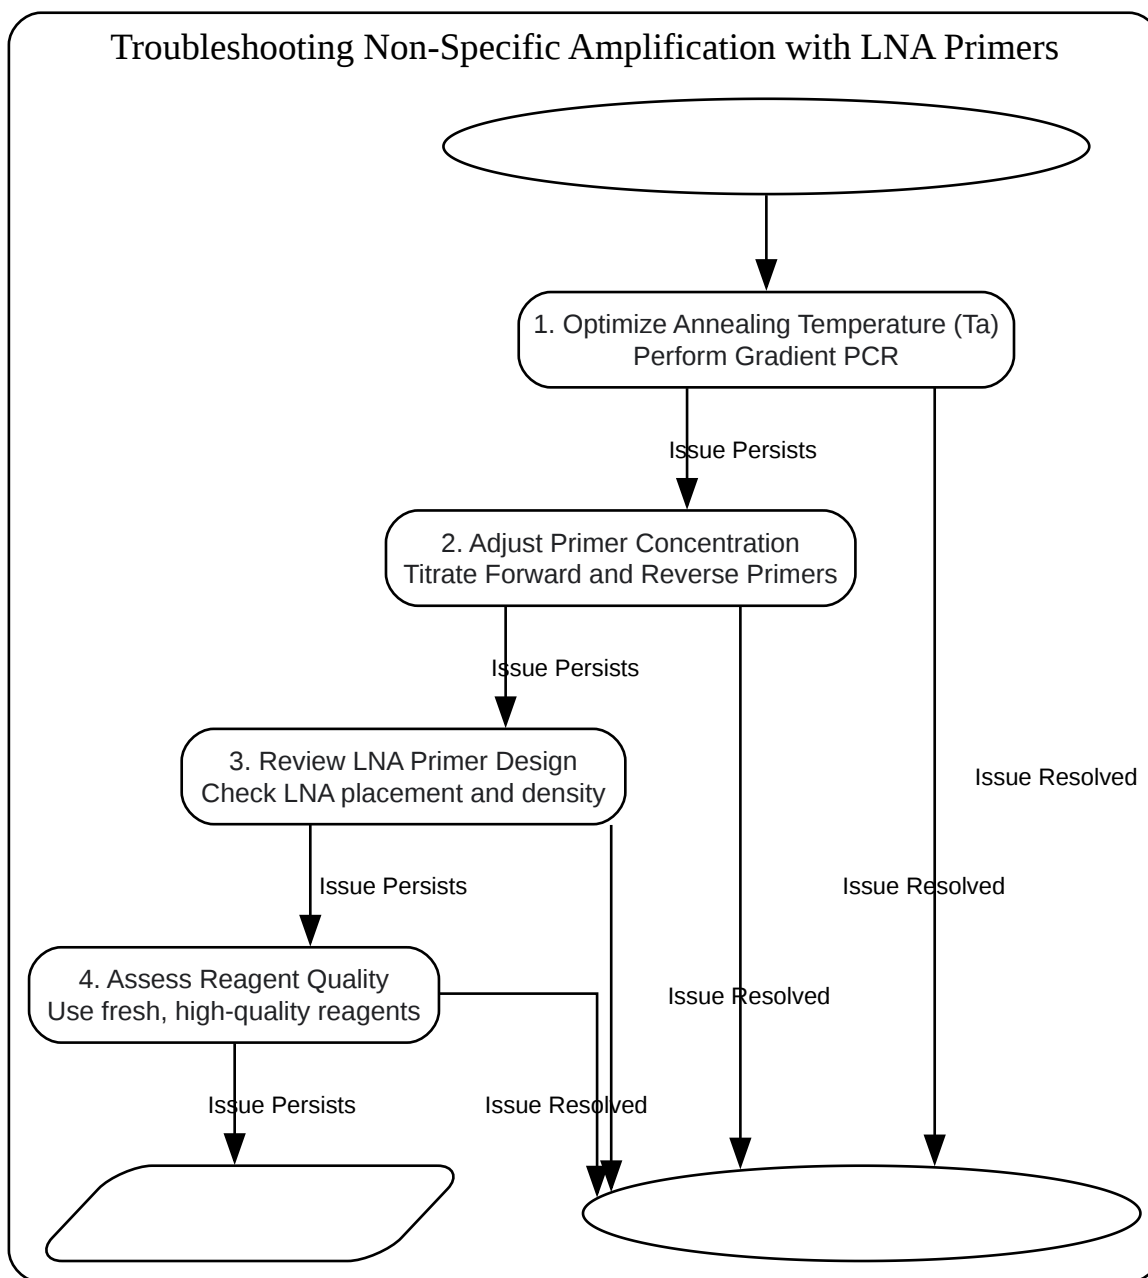 Troubleshooting Non-Specific Amplification with LNA Primers
1. Optimize Annealing Temperature (Ta)
Perform Gradient PCR
Issue Persists
2. Adjust Primer Concentration
Titrate Forward and Reverse Primers
Issue Persists
3. Review LNA Primer Design
Check LNA placement and density
Issue Resolved
Issue Persists
Issue Resolved
4. Assess Reagent Quality
Use fresh, high-quality reagents
Issue Resolved
Issue Persists
Issue Resolved